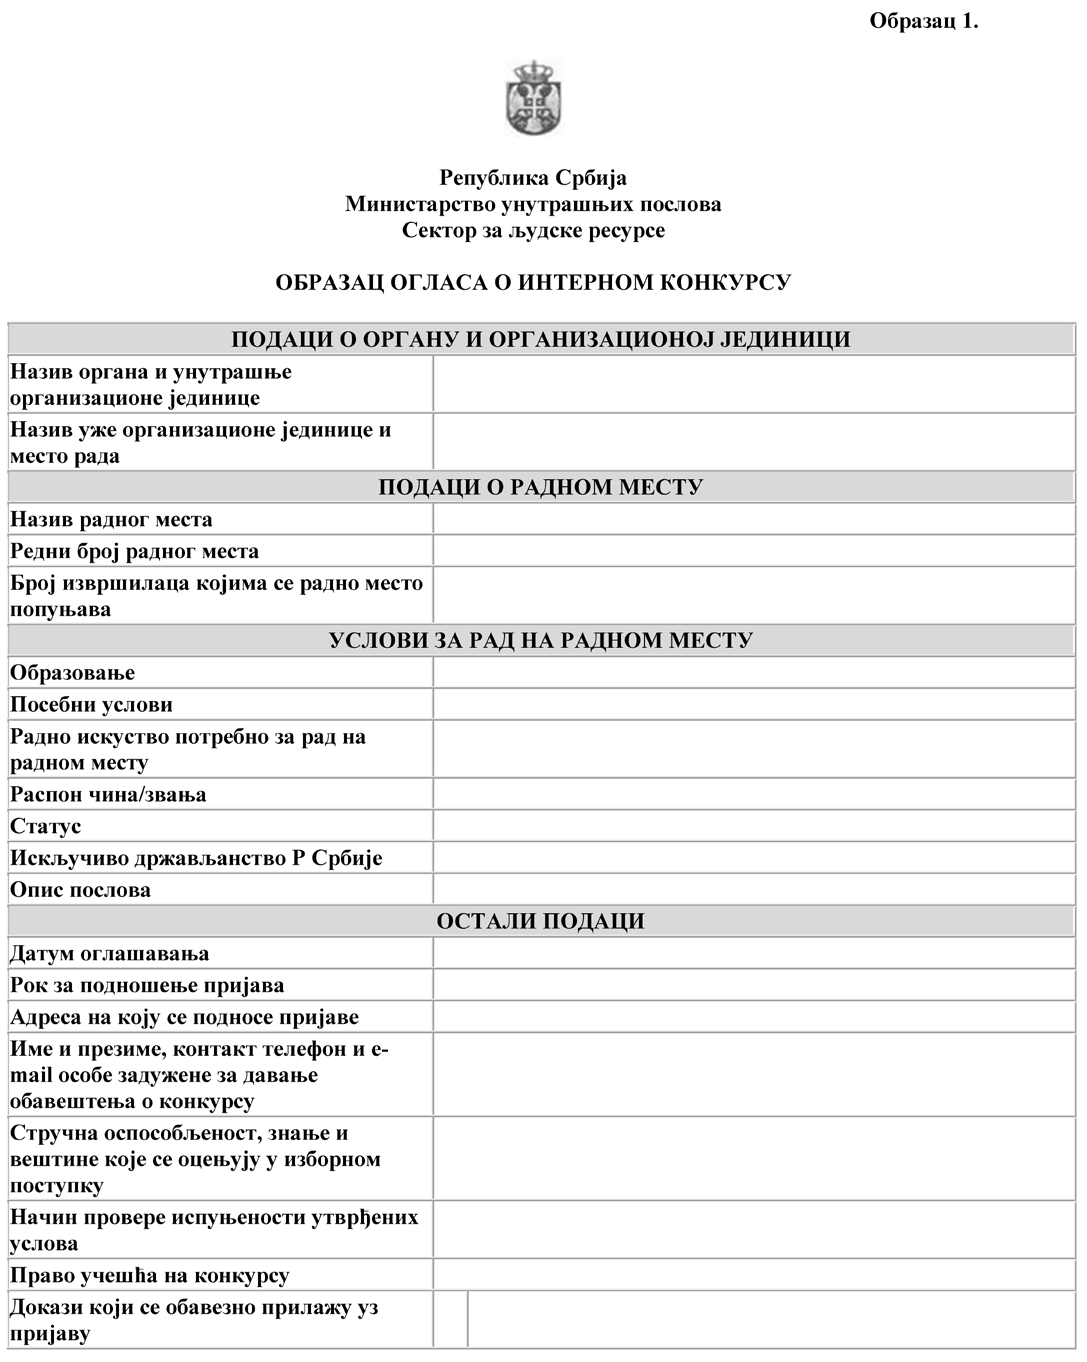 Образац 1.
Република Србија
Министарство унутрашњих послова
Сектор за људске ресурсе
ОБРАЗАЦ ОГЛАСА О ИНТЕРНОМ КОНКУРСУ
ПОДАЦИ О ОРГАНУ И ОРГАНИЗАЦИОНОЈ ЈЕДИНИЦИ
Назив органа и унутрашње
организационе јединице
Назив уже организационе јединице и
место рада
ПОДАЦИ О РАДНОМ МЕСТУ
Назив радног места
Редни број радног места
Број извршилаца којима се радно место
попуњава
УСЛОВИ ЗА РАД НА РАДНОМ МЕСТУ
Образовање
Посебни услови
Радно искуство потребно за рад на
радном месту
Распон чина/звања
Статус
Искључиво држављанство Р Србије
Опис послова
ОСТАЛИ ПОДАЦИ
Датум оглашавања
Рок за подношење пријава
Адреса на коју се подносе пријаве
Име и презиме, контакт телефон и е-
mail особе задужене за давање
обавештења о конкурсу
Стручна оспособљеност, знање и
вештине које се оцењују у изборном
поступку
Начин провере испуњености утврђених
услова
Право учешћа на конкурсу
Докази који се обавезно прилажу уз
пријаву